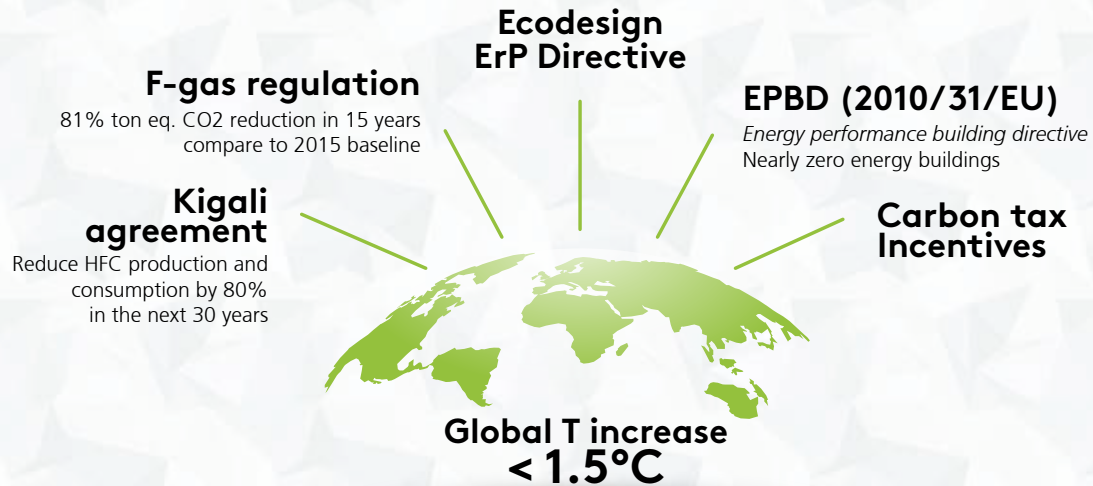 Ecodesign
ErP Directive
F-gas regulation
81% ton eq. CO2 reduction in 15 years
compare to 2015 baseline
EPBD (2010/31/EU)
Energy performance building directive
Nearly zero energy buildings
Kigali
agreement
Reduce HFC production and
consumption by 80%
in the next 30 years
Carbon tax
Incentives
Global T increase
< 1.5°C